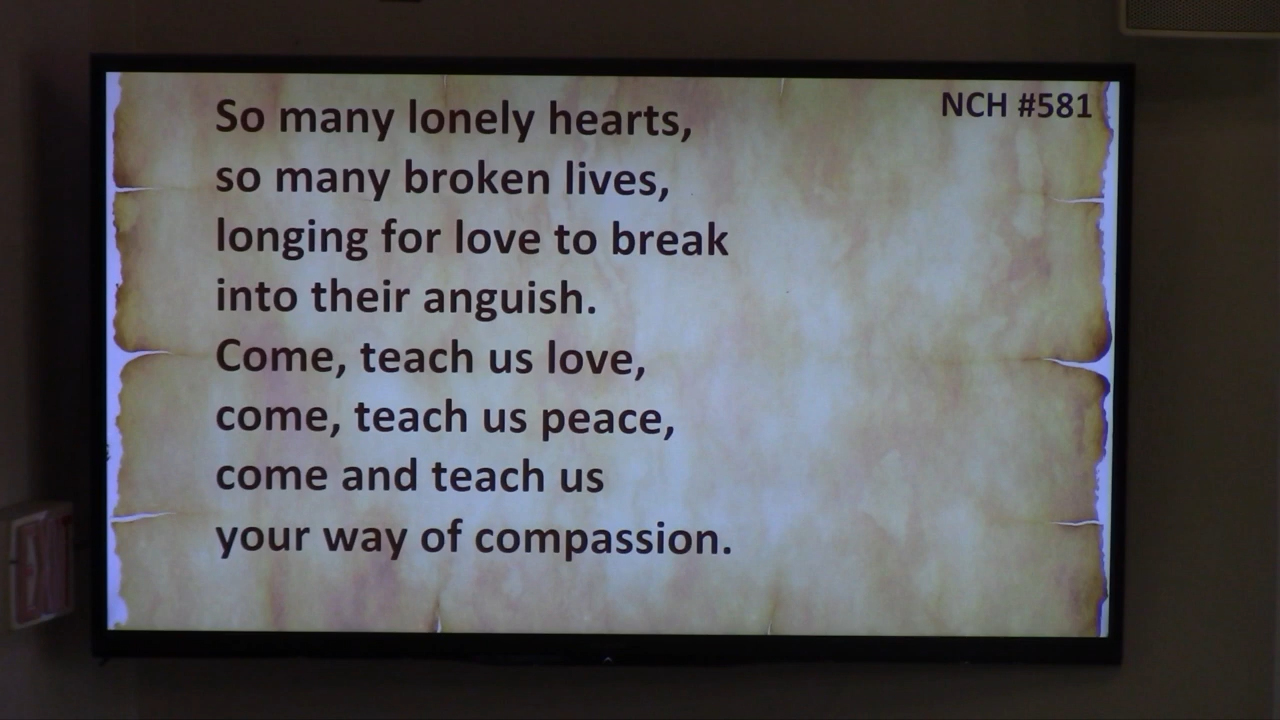 NCH #581
So many lonely hearts,
so many broken lives,
longing for love to break
into their anguish.
Come, teach us love,
come, teach us peace,
come and teach us
your way of compassion.